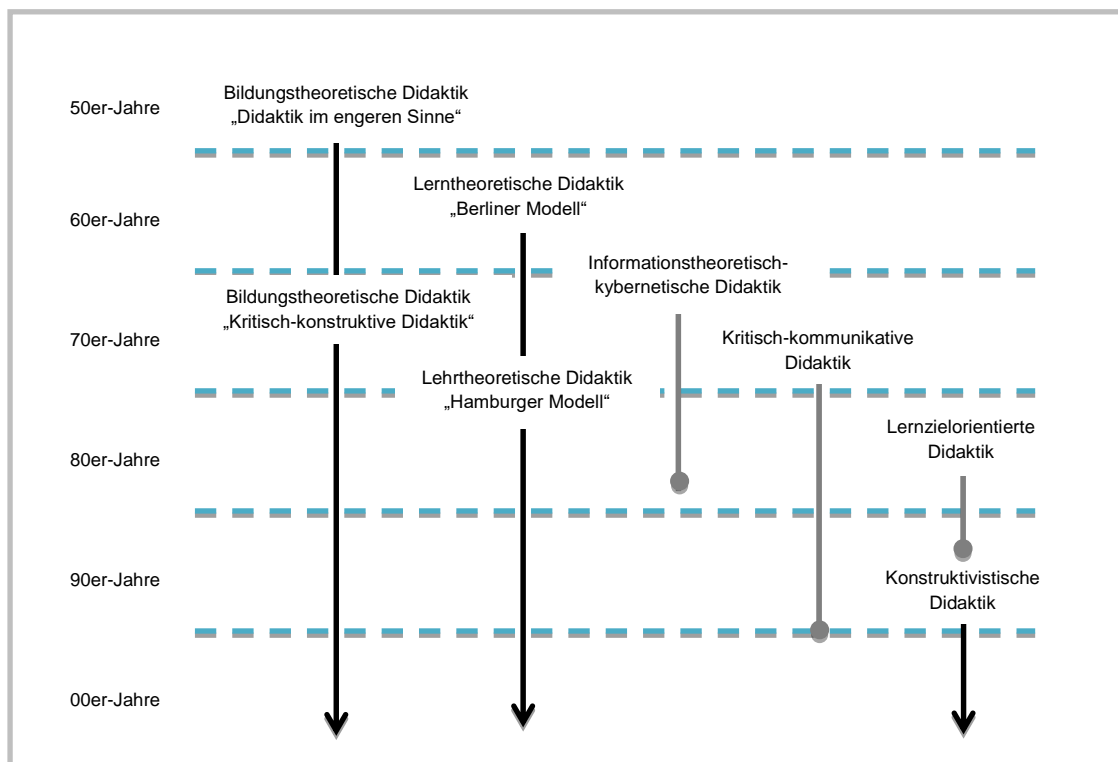 50er-Jahre
Bildungstheoretische Didaktik
„Didaktik im engeren Sinne“
60er-Jahre
Lerntheoretische Didaktik
„Berliner Modell“
Informationstheoretisch-
kybernetische Didaktik
70er-Jahre
Bildungstheoretische Didaktik
„Kritisch-konstruktive Didaktik“
Kritisch-kommunikative
Didaktik
Lehrtheoretische Didaktik
„Hamburger Modell“
80er-Jahre
Lernzielorientierte
Didaktik
90er-Jahre
Konstruktivistische
Didaktik
00er-Jahre